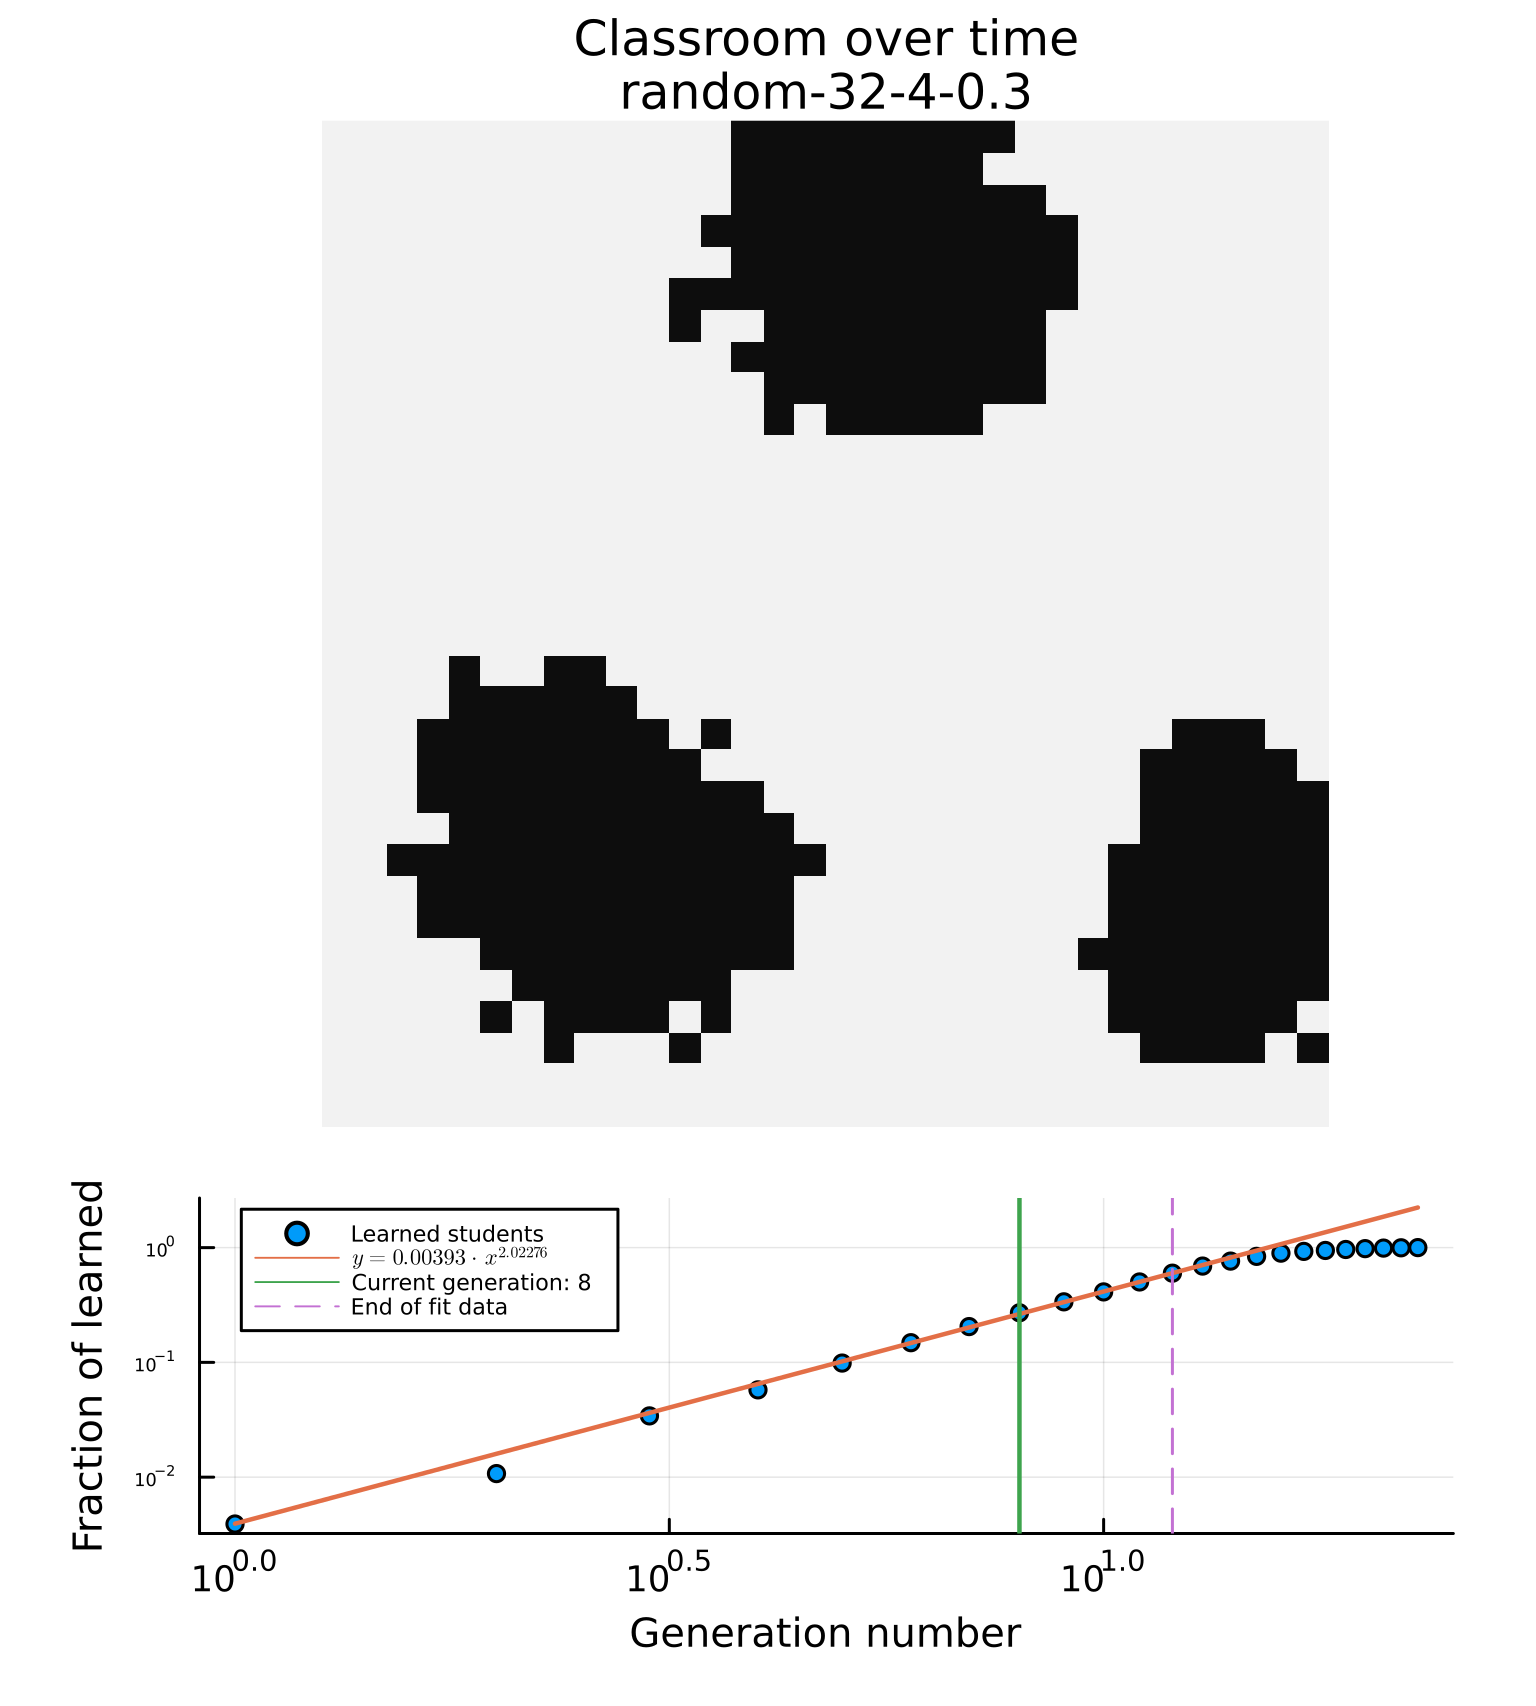 Classroom over time
random-32-4-0.3
Fraction of learned
10⁰
10⁻¹
10⁻²
Learned students
y = 0.00393 · x^2.02276
Current generation: 8
End of fit data
10^0.0
10^0.5
10^1.0
Generation number